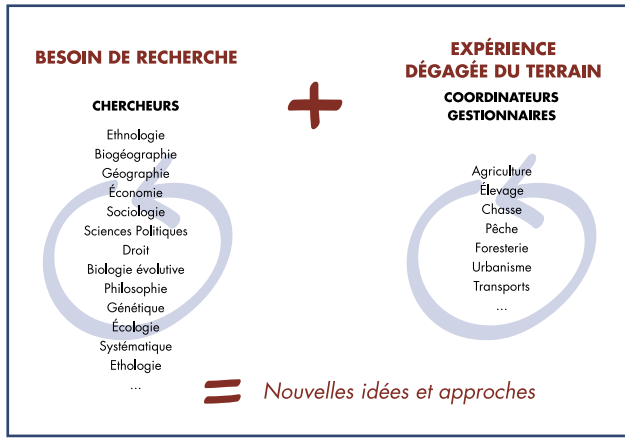 BESOIN DE RECHERCHE
CHERCHEURS
Ethnologie
Biogéographie
Géographie
Économie
Sociologie
Sciences Politiques
Droit
Biologie évolutive
Philosophie
Génétique
Écologie
Systématique
Ethologie
...
+
EXPÉRIENCE
DÉGAGÉE DU TERRAIN
COORDINATEURS
GESTIONNAIRES
Agriculture
Élevage
Chasse
Pêche
Foresterie
Urbanisme
Transports
...
= Nouvelles idées et approches